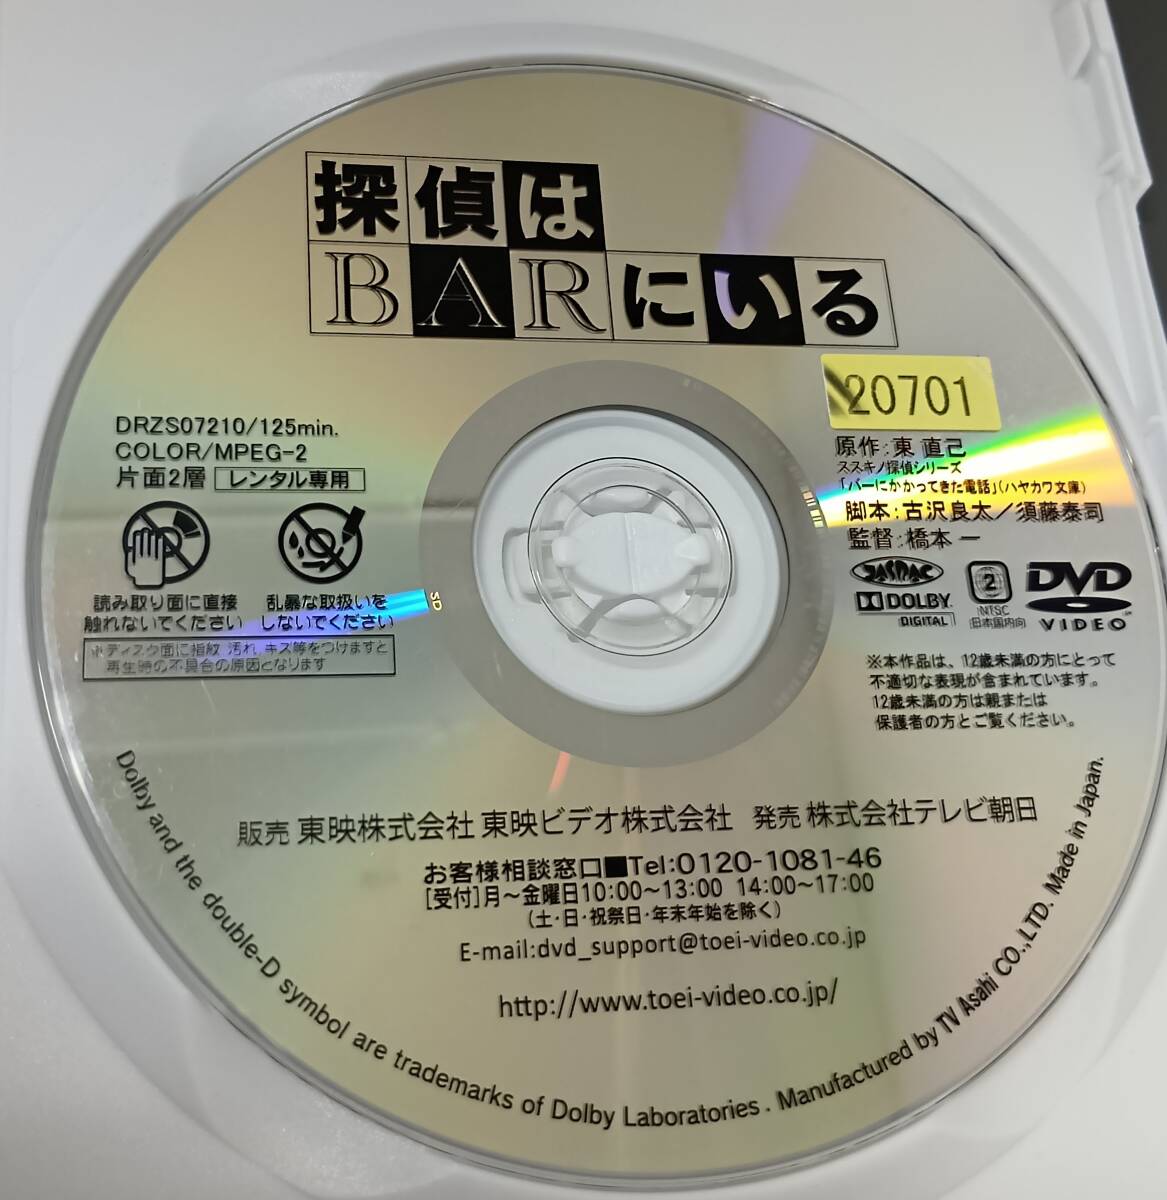 探偵は
BARにいる
20701
DRZS07210/125min.
COLOR/MPEG-2
片面2層 レンタル専用
読み取り面に直接
触れないでください
乱暴な取扱いを
しないでください
※ディスク面に指紋 汚れ キズ等をつけますと
再生時の不具合の原因となります
原作:東 直己
ススキノ探偵シリーズ
「バーにかかってきた電話」(ハヤカワ文庫)
脚本:古沢良太/須藤泰司
監督:橋本 一
JASRAC
DOLBY
DIGITAL
2
NTSC
日本国内向
DVD
VIDEO
※本作品は、12歳未満の方にとって
不適切な表現が含まれています。
12歳未満の方は親または
保護者の方とご覧ください。
SD
販売 東映株式会社 東映ビデオ株式会社 発売 株式会社テレビ朝日
お客様相談窓口■Tel:0120-1081-46
[受付]月~金曜日10:00~13:00 14:00~17:00
(土・日・祝祭日・年末年始を除く)
E-mail:dvd_support@toei-video.co.jp
http://www.toei-video.co.jp/
Dolby and the double-D symbol are trademarks of Dolby Laboratories. Manufactured by TV Asahi CO.,LTD. Made in Japan.